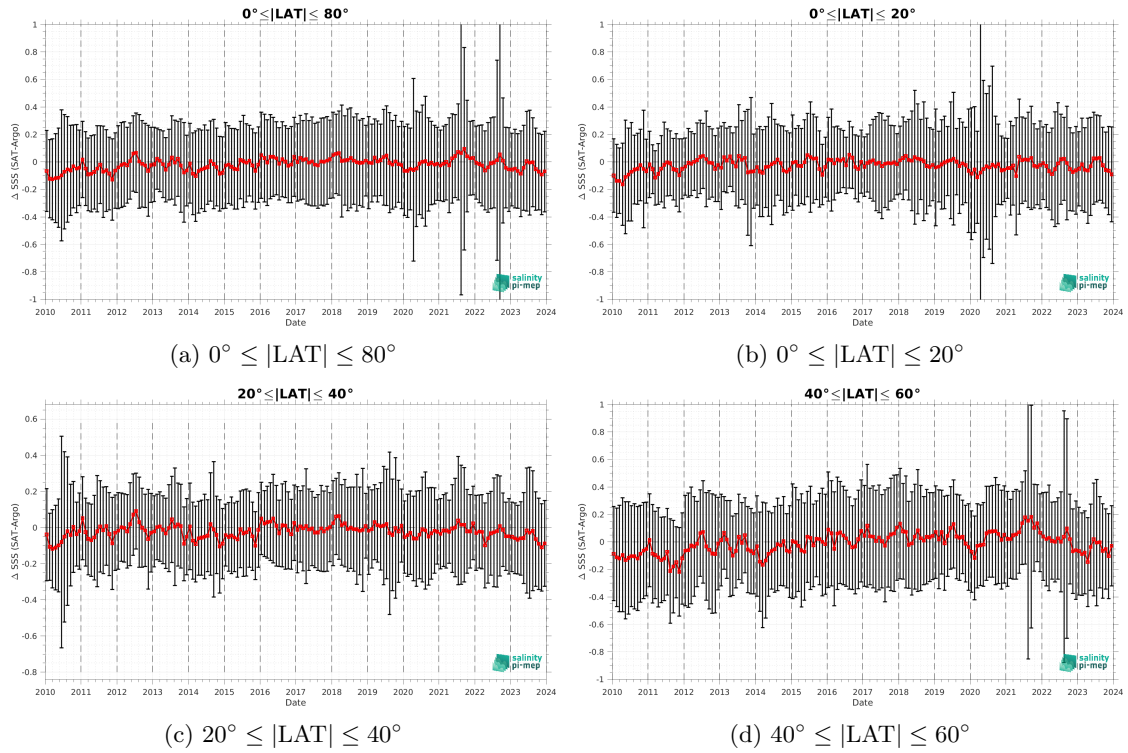 0°≤|LAT|≤ 80°
Δ SSS (SAT-Argo)
1
0.8
0.6
0.4
0.2
0
-0.2
-0.4
-0.6
-0.8
-1
salinity
pi-mep
2010 2011 2012 2013 2014 2015 2016 2017 2018 2019 2020 2021 2022 2023 2024
Date
(a) 0° ≤ |LAT| ≤ 80°
0°≤|LAT|≤ 20°
Δ SSS (SAT-Argo)
1
0.8
0.6
0.4
0.2
0
-0.2
-0.4
-0.6
-0.8
-1
salinity
pi-mep
2010 2011 2012 2013 2014 2015 2016 2017 2018 2019 2020 2021 2022 2023 2024
Date
(b) 0° ≤ |LAT| ≤ 20°
20°≤|LAT|≤ 40°
Δ SSS (SAT-Argo)
0.6
0.4
0.2
0
-0.2
-0.4
-0.6
-0.8
salinity
pi-mep
2010 2011 2012 2013 2014 2015 2016 2017 2018 2019 2020 2021 2022 2023 2024
Date
(c) 20° ≤ |LAT| ≤ 40°
40°≤|LAT|≤ 60°
Δ SSS (SAT-Argo)
1
0.8
0.6
0.4
0.2
0
-0.2
-0.4
-0.6
-0.8
-1
salinity
pi-mep
2010 2011 2012 2013 2014 2015 2016 2017 2018 2019 2020 2021 2022 2023 2024
Date
(d) 40° ≤ |LAT| ≤ 60°